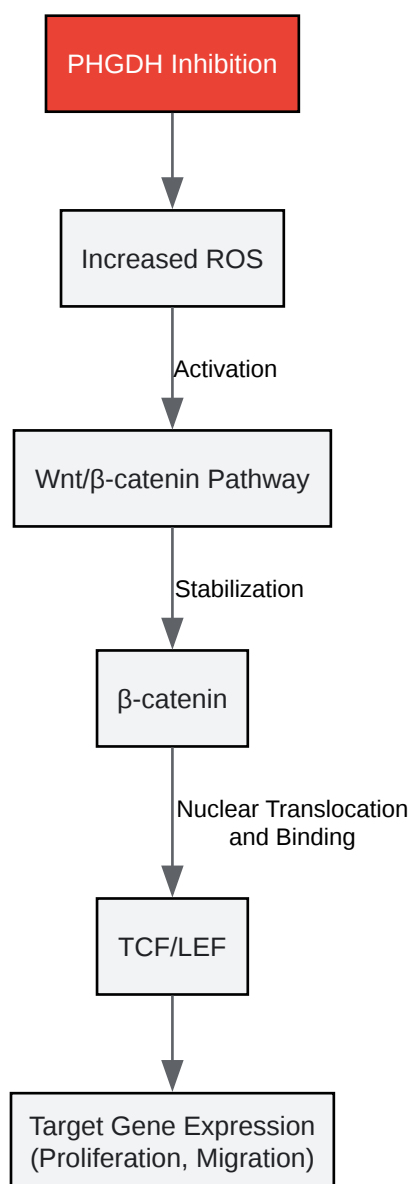 PHGDH Inhibition
Increased ROS
Activation
Wnt/β-catenin Pathway
Stabilization
β-catenin
Nuclear Translocation
and Binding
TCF/LEF
Target Gene Expression
(Proliferation, Migration)